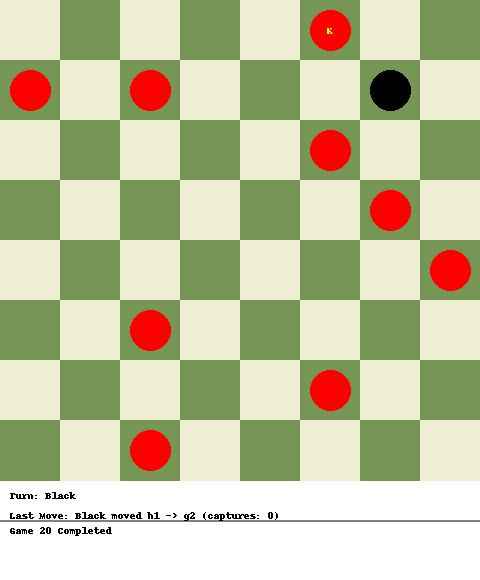 K
Turn: Black
Last Move: Black moved h1 -> g2 (captures: 0)
Game 20 Completed